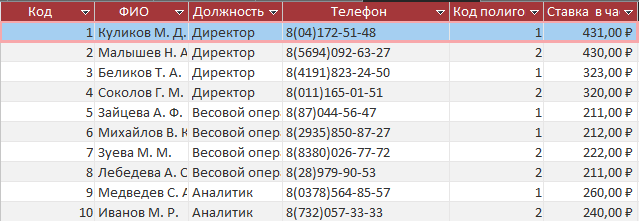 Код ФИО Должность Телефон Код полиго Ставка в ча
1 Куликов М. Д. Директор 8(04)172-51-48 1 431,00 ₽
2 Малышев Н. А Директор 8(5694)092-63-27 2 430,00 ₽
3 Беликов Т. А. Директор 8(4191)823-24-50 1 323,00 ₽
4 Соколов Г. М. Директор 8(011)165-01-51 2 320,00 ₽
5 Зайцева А. Ф. Весовой опера 8(87)044-56-47 1 211,00 ₽
6 Михайлов В. К Весовой опера 8(2935)850-87-27 1 212,00 ₽
7 Зуева М. М. Весовой опера 8(8380)026-77-72 2 222,00 ₽
8 Лебедева А. С Весовой опера 8(28)979-90-53 2 211,00 ₽
9 Медведев С. А Аналитик 8(0378)564-85-57 1 260,00 ₽
10 Иванов М. Р. Аналитик 8(732)057-33-33 2 240,00 ₽